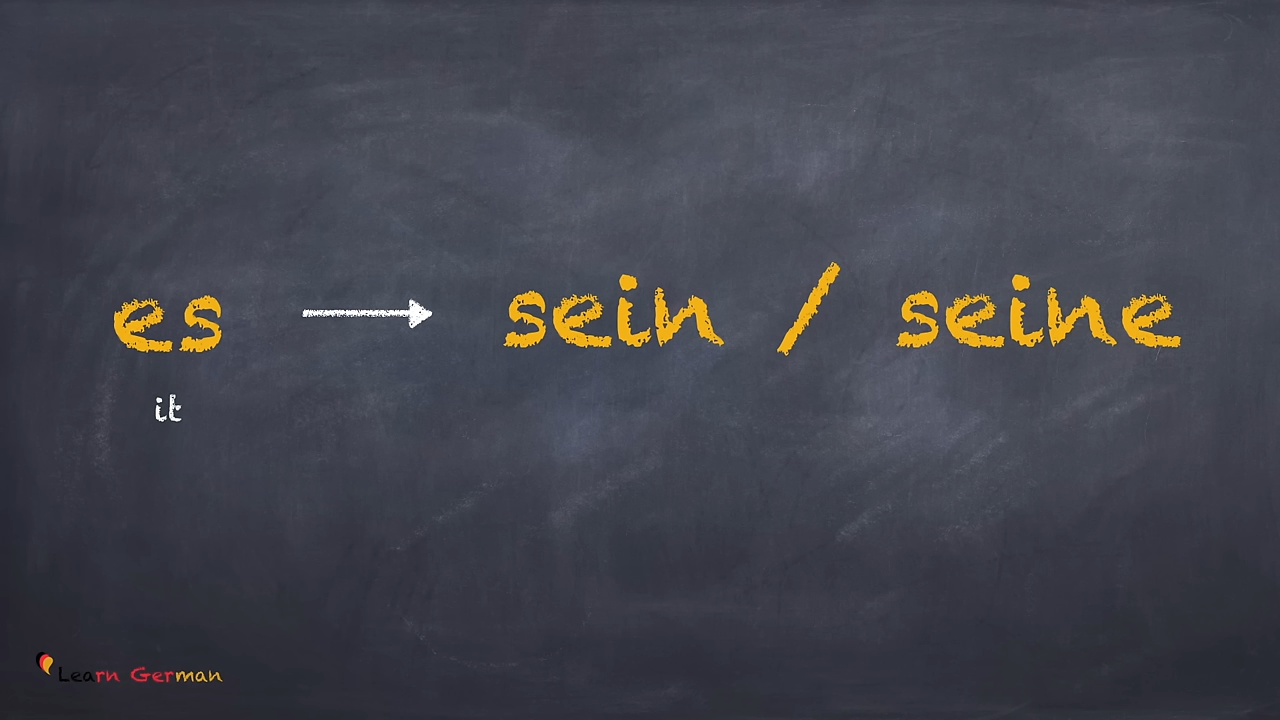 es → sein / seine
it
Learn German